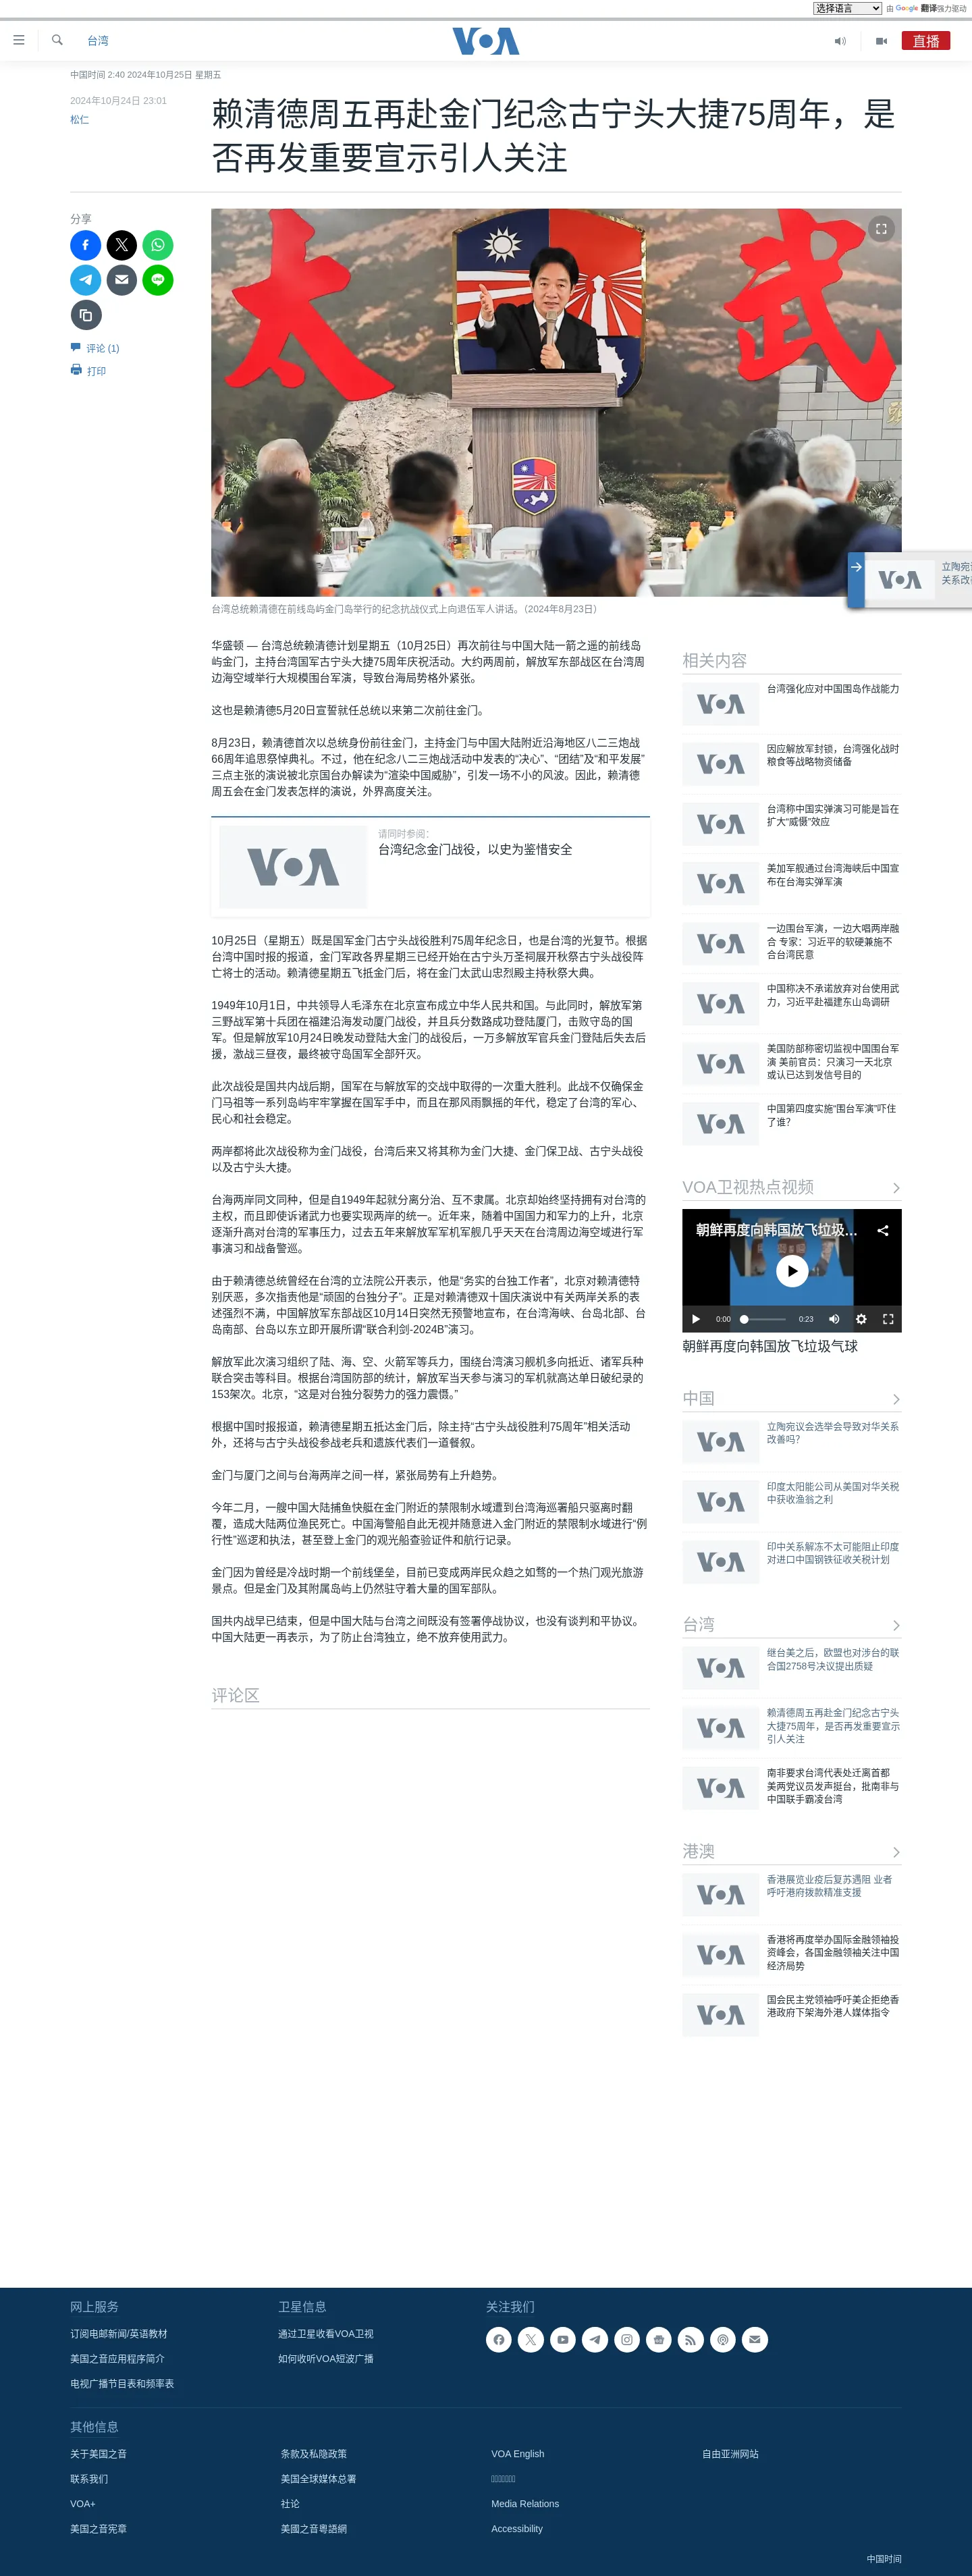 选择语言 由 Google 翻译强力驱动
台湾
VOA
直播
中国时间 2:40 2024年10月25日 星期五
2024年10月24日 23:01
松仁
赖清德周五再赴金门纪念古宁头大捷75周年，是
否再发重要宣示引人关注
分享
评论 (1)
打印
太
武
立陶宛
关系改
台湾总统赖清德在前线岛屿金门岛举行的纪念抗战仪式上向退伍军人讲话。（2024年8月23日）
华盛顿 — 台湾总统赖清德计划星期五（10月25日）再次前往与中国大陆一箭之遥的前线岛
屿金门，主持台湾国军古宁头大捷75周年庆祝活动。大约两周前，解放军东部战区在台湾周
边海空域举行大规模围台军演，导致台海局势格外紧张。
这也是赖清德5月20日宣誓就任总统以来第二次前往金门。
8月23日，赖清德首次以总统身份前往金门，主持金门与中国大陆附近沿海地区八二三炮战
66周年追思祭悼典礼。不过，他在纪念八二三炮战活动中发表的“决心”、“团结”及“和平发展”
三点主张的演说被北京国台办解读为“渲染中国威胁”，引发一场不小的风波。因此，赖清德
周五会在金门发表怎样的演说，外界高度关注。
VOA
请同时参阅:
台湾纪念金门战役，以史为鉴惜安全
10月25日（星期五）既是国军金门古宁头战役胜利75周年纪念日，也是台湾的光复节。根据
台湾中国时报的报道，金门军政各界星期三已经开始在古宁头万圣祠展开秋祭古宁头战役阵
亡将士的活动。赖清德星期五飞抵金门后，将在金门太武山忠烈殿主持秋祭大典。
1949年10月1日，中共领导人毛泽东在北京宣布成立中华人民共和国。与此同时，解放军第
三野战军第十兵团在福建沿海发动厦门战役，并且兵分数路成功登陆厦门，击败守岛的国
军。但是解放军10月24日晚发动登陆大金门的战役后，一万多解放军官兵金门登陆后失去后
援，激战三昼夜，最终被守岛国军全部歼灭。
此次战役是国共内战后期，国军在与解放军的交战中取得的一次重大胜利。此战不仅确保金
门马祖等一系列岛屿牢牢掌握在国军手中，而且在那风雨飘摇的年代，稳定了台湾的军心、
民心和社会稳定。
两岸都将此次战役称为金门战役，台湾后来又将其称为金门大捷、金门保卫战、古宁头战役
以及古宁头大捷。
台海两岸同文同种，但是自1949年起就分离分治、互不隶属。北京却始终坚持拥有对台湾的
主权，而且即使诉诸武力也要实现两岸的统一。近年来，随着中国国力和军力的上升，北京
逐渐升高对台湾的军事压力，过去五年来解放军军机军舰几乎天天在台湾周边海空域进行军
事演习和战备警巡。
由于赖清德总统曾经在台湾的立法院公开表示，他是“务实的台独工作者”，北京对赖清德特
别厌恶，多次指责他是“顽固的台独分子”。正是对赖清德双十国庆演说中有关两岸关系的表
述强烈不满，中国解放军东部战区10月14日突然无预警地宣布，在台湾海峡、台岛北部、台
岛南部、台岛以东立即开展所谓“联合利剑-2024B”演习。
解放军此次演习组织了陆、海、空、火箭军等兵力，围绕台湾演习舰机多向抵近、诸军兵种
联合突击等科目。根据台湾国防部的统计，解放军当天参与演习的军机就高达单日破纪录的
153架次。北京，“这是对台独分裂势力的强力震慑。”
根据中国时报报道，赖清德星期五抵达金门后，除主持“古宁头战役胜利75周年”相关活动
外，还将与古宁头战役参战老兵和遗族代表们一道餐叙。
金门与厦门之间与台海两岸之间一样，紧张局势有上升趋势。
今年二月，一艘中国大陆捕鱼快艇在金门附近的禁限制水域遭到台湾海巡署船只驱离时翻
覆，造成大陆两位渔民死亡。中国海警船自此无视并随意进入金门附近的禁限制水域进行“例
行性”巡逻和执法，甚至登上金门的观光船查验证件和航行记录。
金门因为曾经是冷战时期一个前线堡垒，目前已变成两岸民众趋之如骛的一个热门观光旅游
景点。但是金门及其附属岛屿上仍然驻守着大量的国军部队。
国共内战早已结束，但是中国大陆与台湾之间既没有签署停战协议，也没有谈判和平协议。
中国大陆更一再表示，为了防止台湾独立，绝不放弃使用武力。
评论区
相关内容
台湾强化应对中国围岛作战能力
因应解放军封锁，台湾强化战时
粮食等战略物资储备
台湾称中国实弹演习可能是旨在
扩大“威慑”效应
美加军舰通过台湾海峡后中国宣
布在台海实弹军演
一边围台军演，一边大唱两岸融
合 专家：习近平的软硬兼施不
合台湾民意
中国称决不承诺放弃对台使用武
力，习近平赴福建东山岛调研
美国防部称密切监视中国围台军
演 美前官员：只演习一天北京
或认已达到发信号目的
中国第四度实施“围台军演”吓住
了谁？
VOA卫视热点视频
朝鲜再度向韩国放飞垃圾…
0:00 0:23
朝鲜再度向韩国放飞垃圾气球
中国
立陶宛议会选举会导致对华关系
改善吗？
印度太阳能公司从美国对华关税
中获收渔翁之利
印中关系解冻不太可能阻止印度
对进口中国钢铁征收关税计划
台湾
继台美之后，欧盟也对涉台的联
合国2758号决议提出质疑
赖清德周五再赴金门纪念古宁头
大捷75周年，是否再发重要宣示
引人关注
南非要求台湾代表处迁离首都
美两党议员发声挺台，批南非与
中国联手霸凌台湾
港澳
香港展览业疫后复苏遇阻 业者
呼吁港府拨款精准支援
香港将再度举办国际金融领袖投
资峰会，各国金融领袖关注中国
经济局势
国会民主党领袖呼吁美企拒绝香
港政府下架海外港人媒体指令
网上服务
订阅电邮新闻/英语教材
美国之音应用程序简介
电视广播节目表和频率表
卫星信息
通过卫星收看VOA卫视
如何收听VOA短波广播
关注我们
其他信息
关于美国之音
联系我们
VOA+
美国之音宪章
条款及私隐政策
美国全球媒体总署
社论
美國之音粵語網
VOA English
Media Relations
Accessibility
自由亚洲网站
中国时间